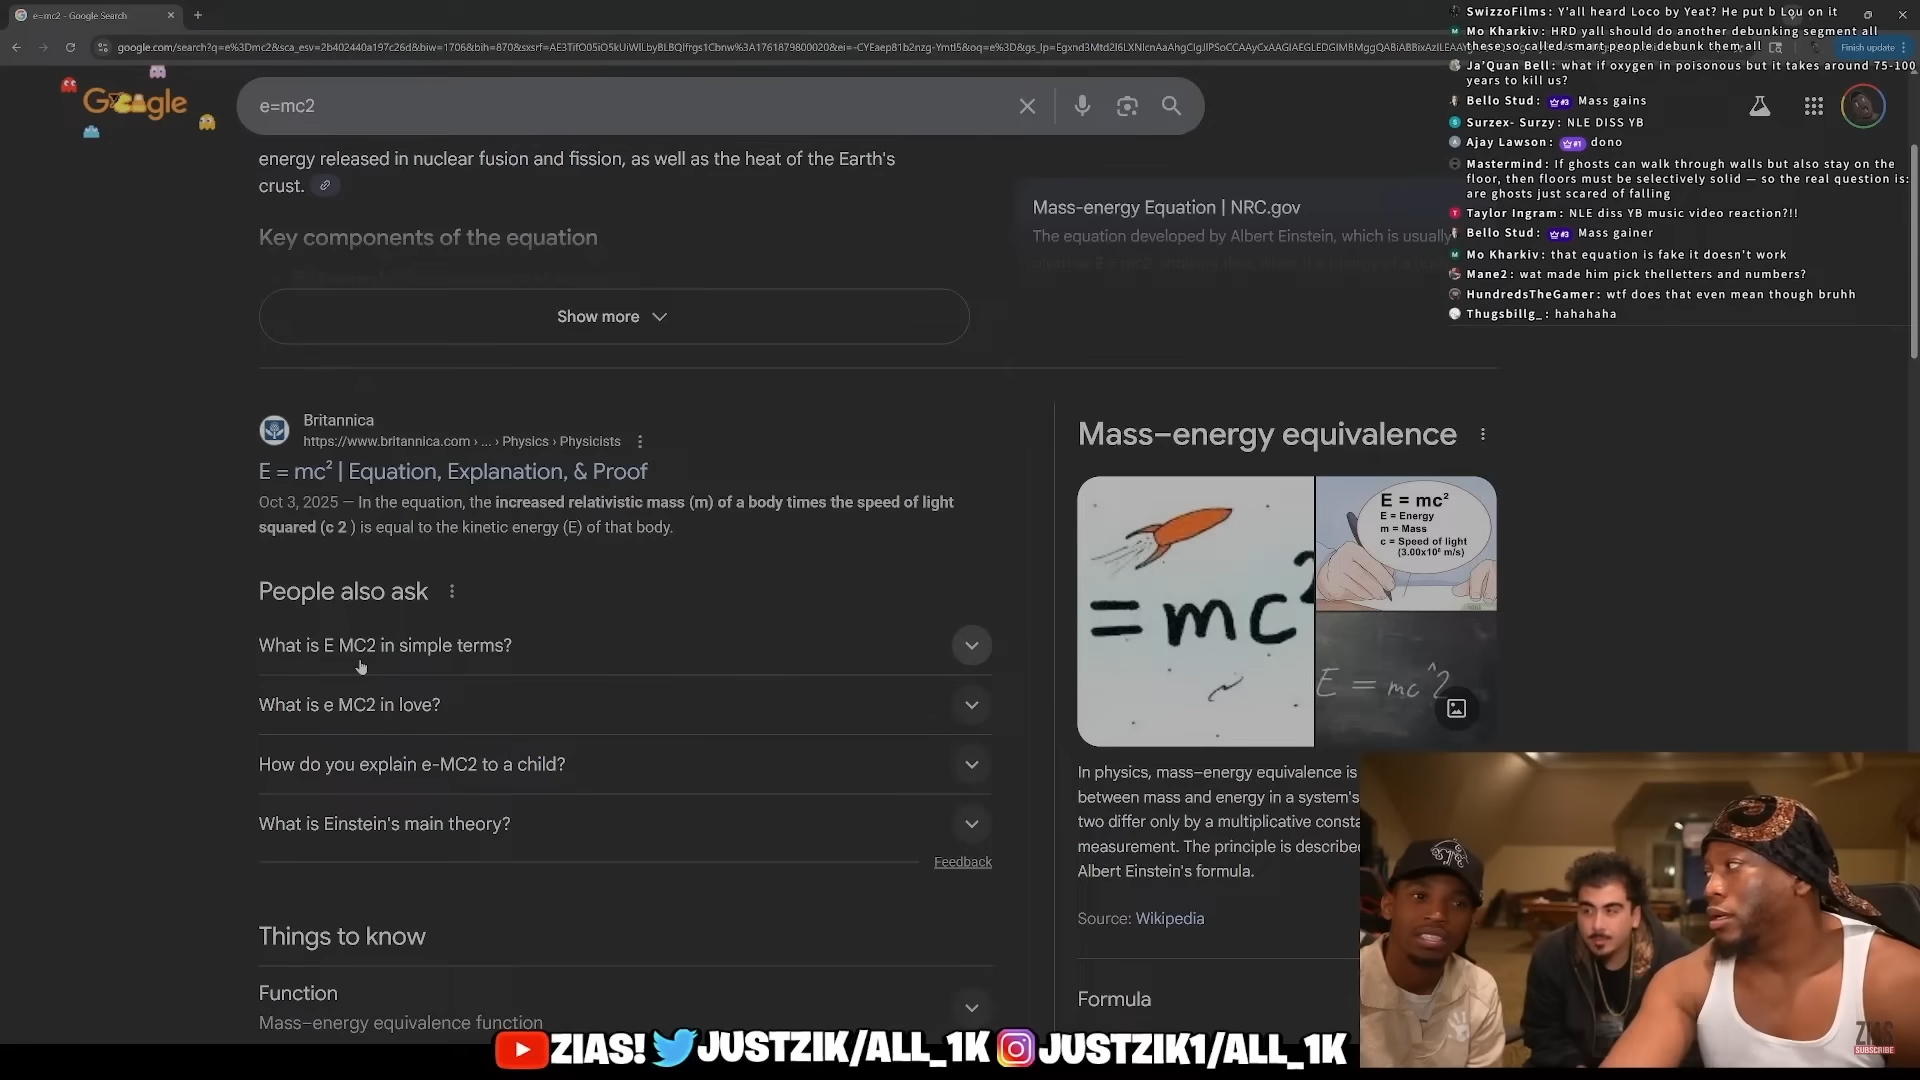 e=mc2 - Google Search
Finish update
Google
e=mc2
energy released in nuclear fusion and fission, as well as the heat of the Earth's
crust.
Key components of the equation
Show more
Mass-energy Equation | NRC.gov
The equation developed by Albert Einstein, which is usually
Britannica
https://www.britannica.com › ... › Physics › Physicists
E = mc² | Equation, Explanation, & Proof
Oct 3, 2025 — In the equation, the increased relativistic mass (m) of a body times the speed of light
squared (c 2 ) is equal to the kinetic energy (E) of that body.
People also ask
What is E MC2 in simple terms?
What is e MC2 in love?
How do you explain e-MC2 to a child?
What is Einstein's main theory?
Feedback
Things to know
Function
Mass–energy equivalence function
Mass–energy equivalence
= mc²
E = mc²
E = Energy
m = Mass
c = Speed of light
(3.00x10⁸ m/s)
E = mc^2
In physics, mass–energy equivalence is
between mass and energy in a system's
two differ only by a multiplicative consta
measurement. The principle is described
Albert Einstein's formula.
Source: Wikipedia
Formula
SwizzoFilms: Y'all heard Loco by Yeat? He put b Lou on it
Mo Kharkiv: HRD yall should do another debunking segment all
these so called smart people debunk them all
Ja'Quan Bell: what if oxygen in poisonous but it takes around 75-100
years to kill us?
Bello Stud: #3 Mass gains
Surzex- Surzy: NLE DISS YB
Ajay Lawson: #1 dono
Mastermind: If ghosts can walk through walls but also stay on the
floor, then floors must be selectively solid — so the real question is:
are ghosts just scared of falling
Taylor Ingram: NLE diss YB music video reaction?!!
Bello Stud: #3 Mass gainer
Mo Kharkiv: that equation is fake it doesn't work
Mane2: wat made him pick thelletters and numbers?
HundredsTheGamer: wtf does that even mean though bruhh
Thugsbillg_: hahahaha
ZIAS! JUSTZIK/ALL_1K JUSTZIK1/ALL_1K
ZIAS
SUBSCRIBE